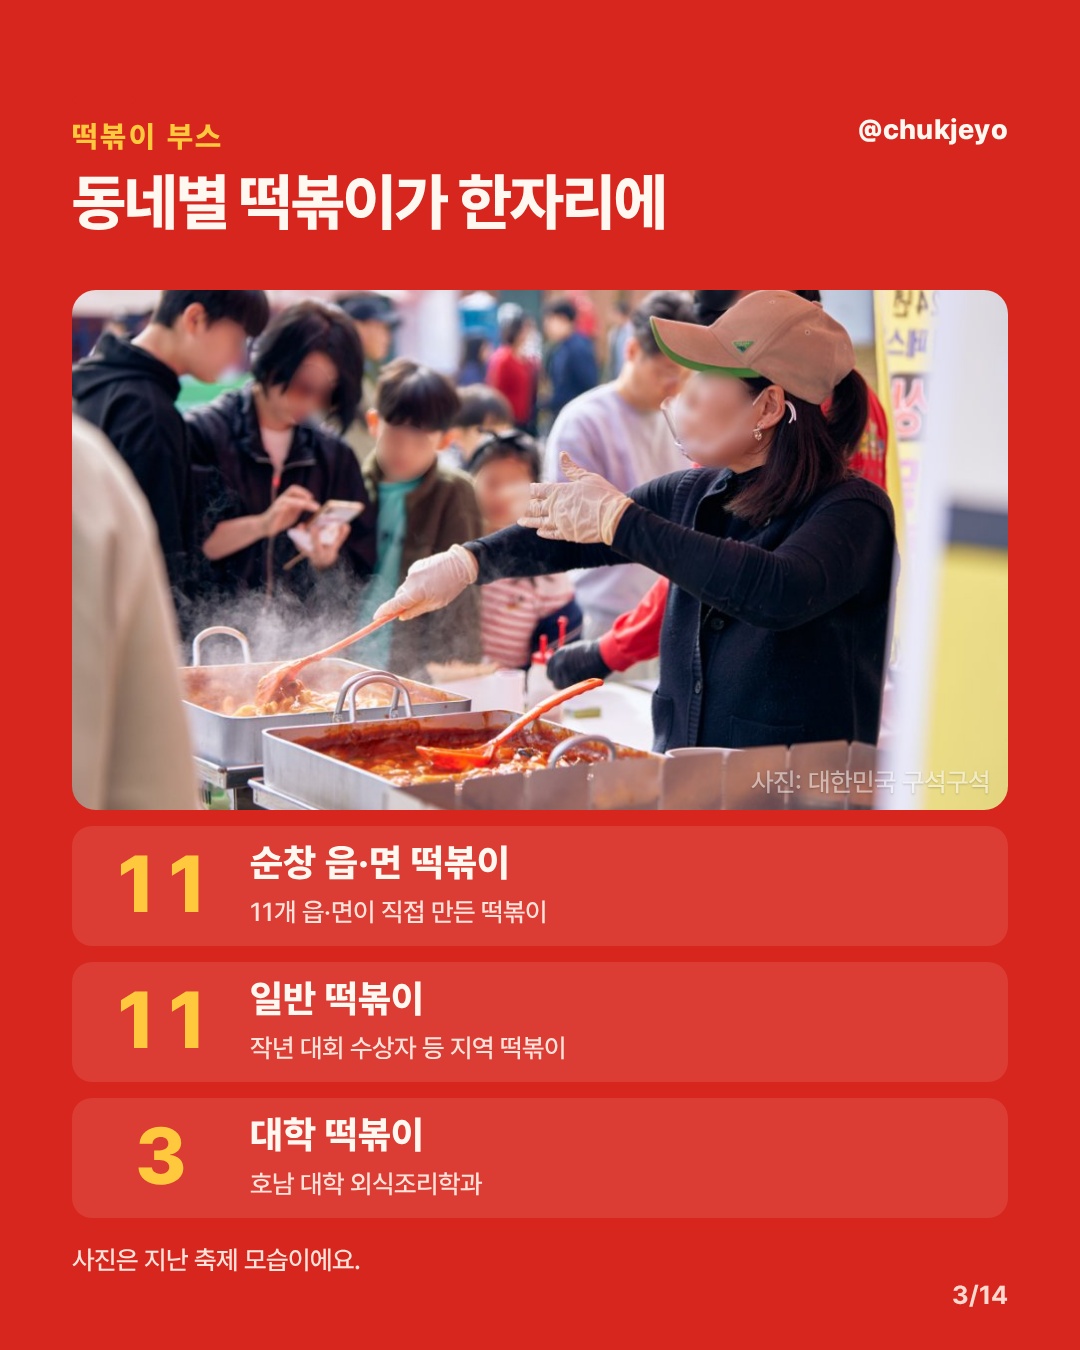 떡볶이 부스
@chukjeyo
동네별 떡볶이가 한자리에
사진: 대한민국 구석구석
11
순창 읍·면 떡볶이
11개 읍·면이 직접 만든 떡볶이
11
일반 떡볶이
작년 대회 수상자 등 지역 떡볶이
3
대학 떡볶이
호남 대학 외식조리학과
사진은 지난 축제 모습이에요.
3/14